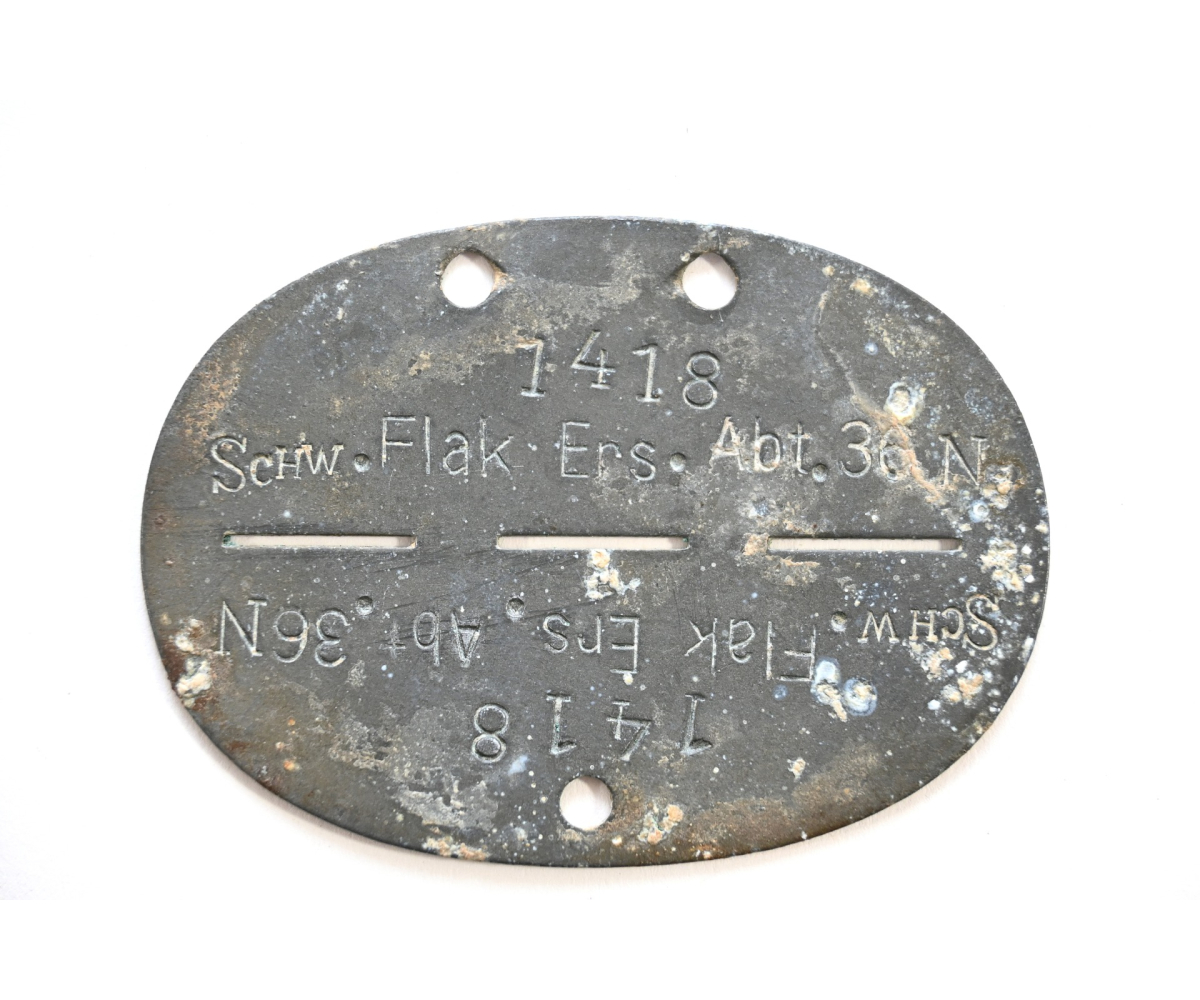 1418
SCHW. Flak. Ers. Abt. 36 N
SCHW. Flak Ers. Abt. 36N
1418